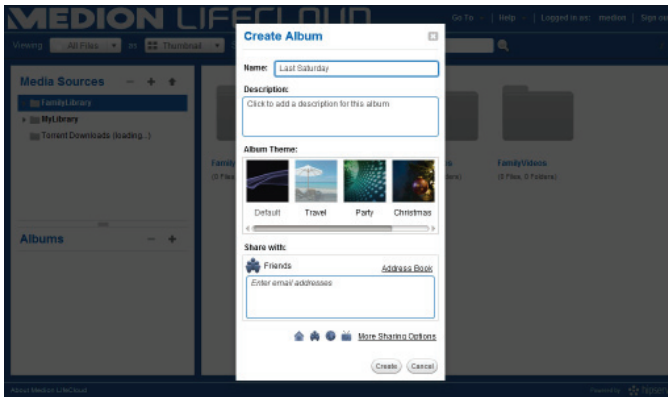 MEDION LIFECLOUD
Go To
Help
Logged in as: medion
Sign out
Viewing
All Files
as
Thumbnail
Create Album
Name:
Last Saturday
Description:
Click to add a description for this album
Album Theme:
Default
Travel
Party
Christmas
Share with:
Friends
Address Book
Enter email addresses
More Sharing Options
Create
Cancel
Media Sources
FamilyLibrary
MyLibrary
Torrent Downloads (loading...)
Albums
FamilyVideos
(0 Files, 0 Folders)
About Medion LifeCloud